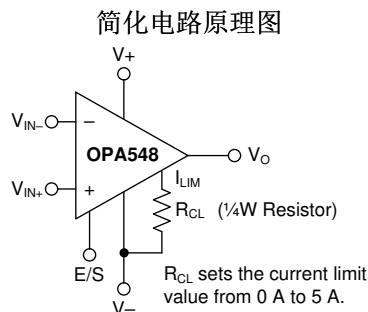 简化电路原理图
V+
VIN–
–
OPA548
VO
VIN+
+
ILIM
RCL (¼W Resistor)
E/S
RCL sets the current limit
value from 0 A to 5 A.
V–